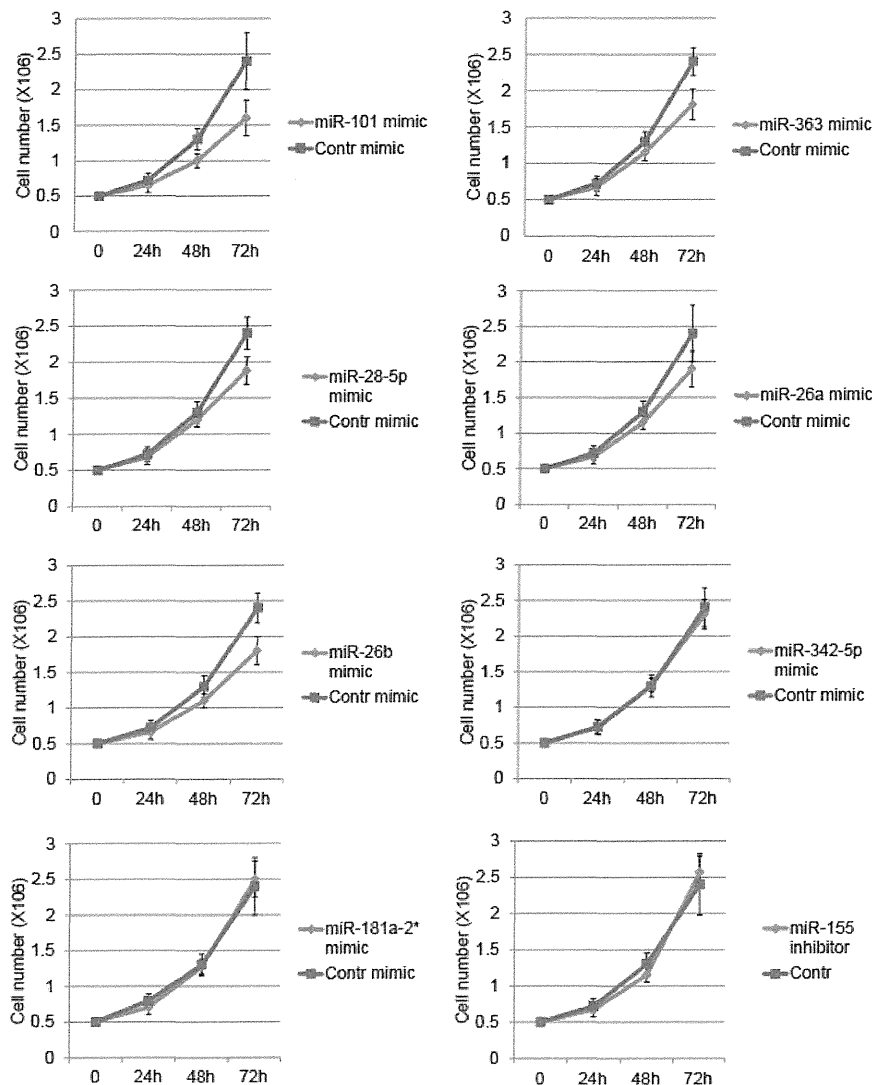 Cell number (X106)
3
2.5
2
1.5
1
0.5
0
0 24h 48h 72h
miR-101 mimic
Contr mimic
Cell number (X106)
3
2.5
2
1.5
1
0.5
0
0 24h 48h 72h
miR-363 mimic
Contr mimic
Cell number (X106)
3
2.5
2
1.5
1
0.5
0
0 24h 48h 72h
miR-28-5p
mimic
Contr mimic
Cell number (X106)
3
2.5
2
1.5
1
0.5
0
0 24h 48h 72h
miR-26a mimic
Contr mimic
Cell number (X106)
3
2.5
2
1.5
1
0.5
0
0 24h 48h 72h
miR-26b
mimic
Contr mimic
Cell number (X106)
3
2.5
2
1.5
1
0.5
0
0 24h 48h 72h
miR-342-5p
mimic
Contr mimic
Cell number (X106)
3
2.5
2
1.5
1
0.5
0
0 24h 48h 72h
miR-181a-2*
mimic
Contr mimic
Cell number (X106)
3
2.5
2
1.5
1
0.5
0
0 24h 48h 72h
miR-155
inhibitor
Contr